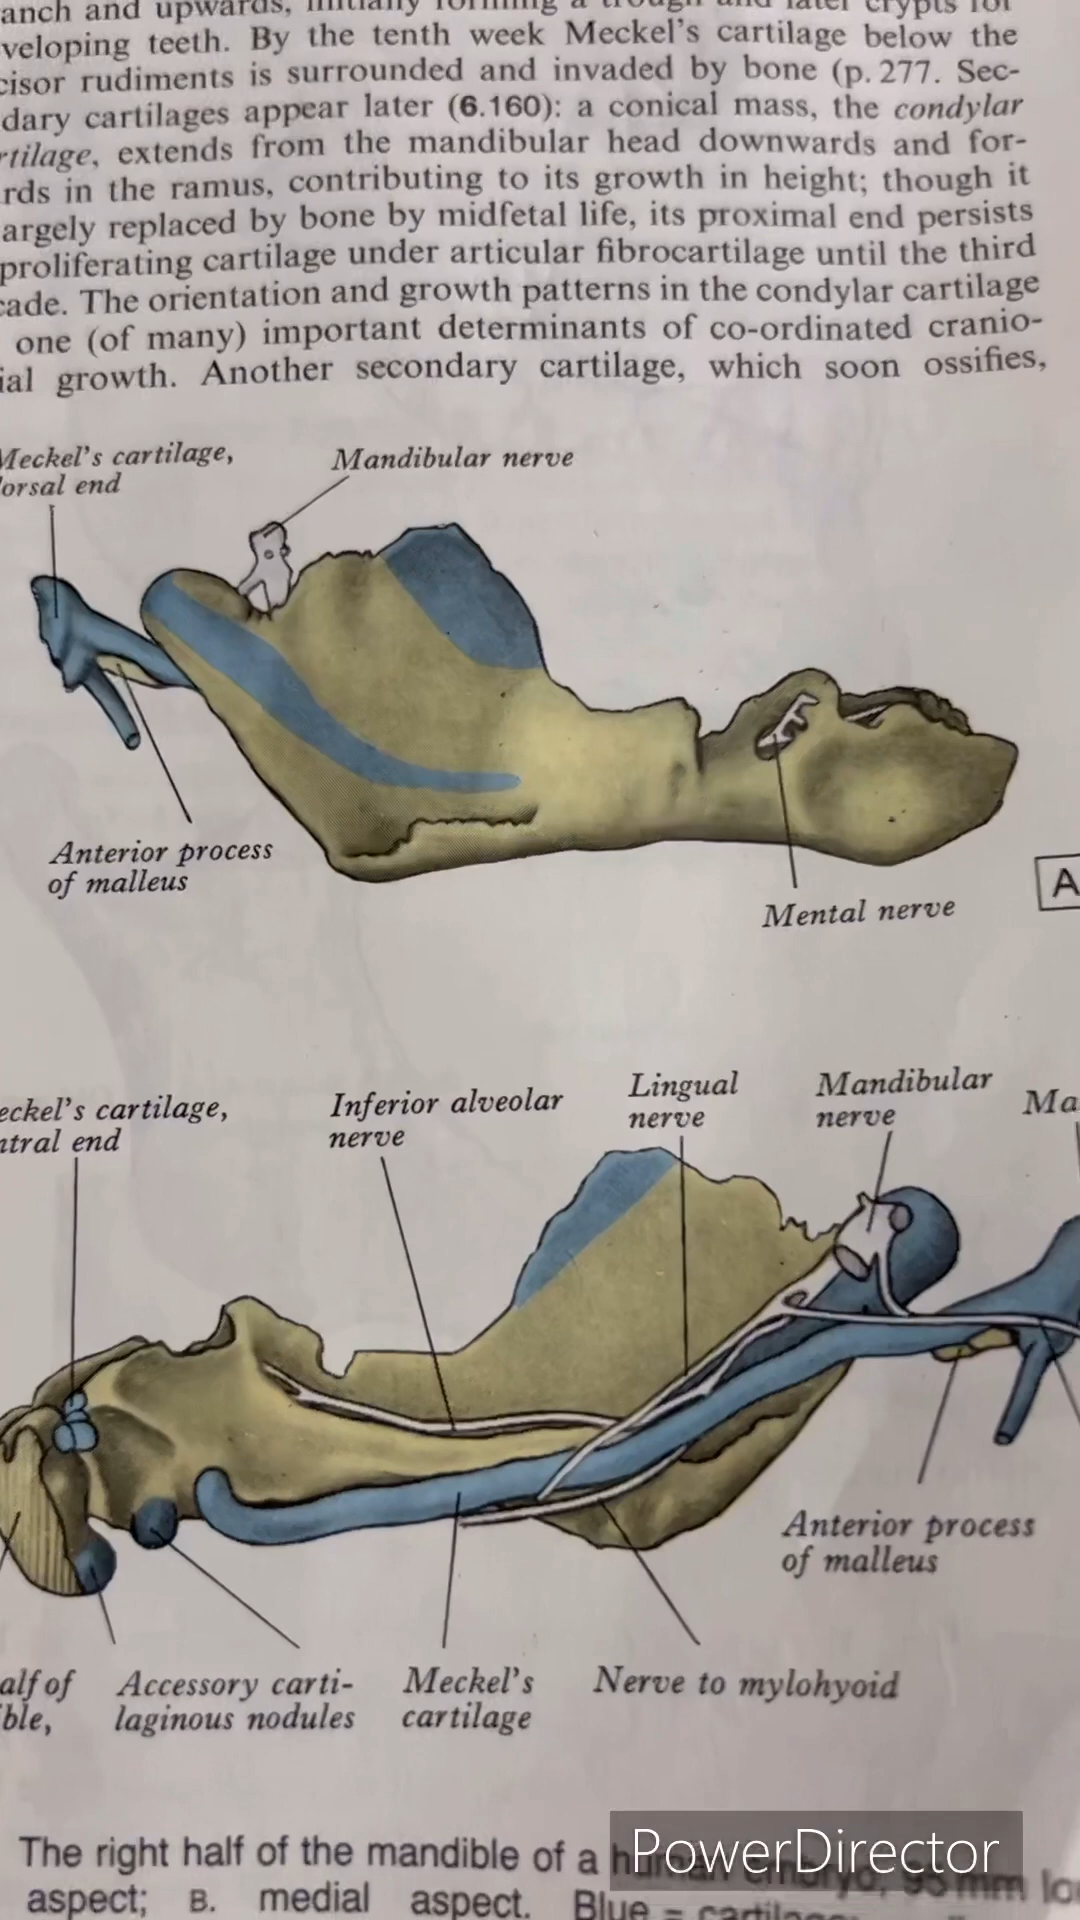 anch and upwards, initially forming a trough and later crypts for
veloping teeth. By the tenth week Meckel's cartilage below the
cisor rudiments is surrounded and invaded by bone (p. 277. Sec-
dary cartilages appear later (6.160): a conical mass, the condylar
rtilage, extends from the mandibular head downwards and for-
rds in the ramus, contributing to its growth in height; though it
argely replaced by bone by midfetal life, its proximal end persists
proliferating cartilage under articular fibrocartilage until the third
cade. The orientation and growth patterns in the condylar cartilage
one (of many) important determinants of co-ordinated cranio-
ial growth. Another secondary cartilage, which soon ossifies,
Meckel's cartilage,
dorsal end
Mandibular nerve
Anterior process
of malleus
Mental nerve
A
eckel's cartilage,
ntral end
Inferior alveolar
nerve
Lingual
nerve
Mandibular
nerve
Ma
Anterior process
of malleus
alf of
ble,
Accessory carti-
laginous nodules
Meckel's
cartilage
Nerve to mylohyoid
The right half of the mandible of a human embryo, 95 mm lo
aspect; B. medial aspect. Blue = cartilage;
PowerDirector